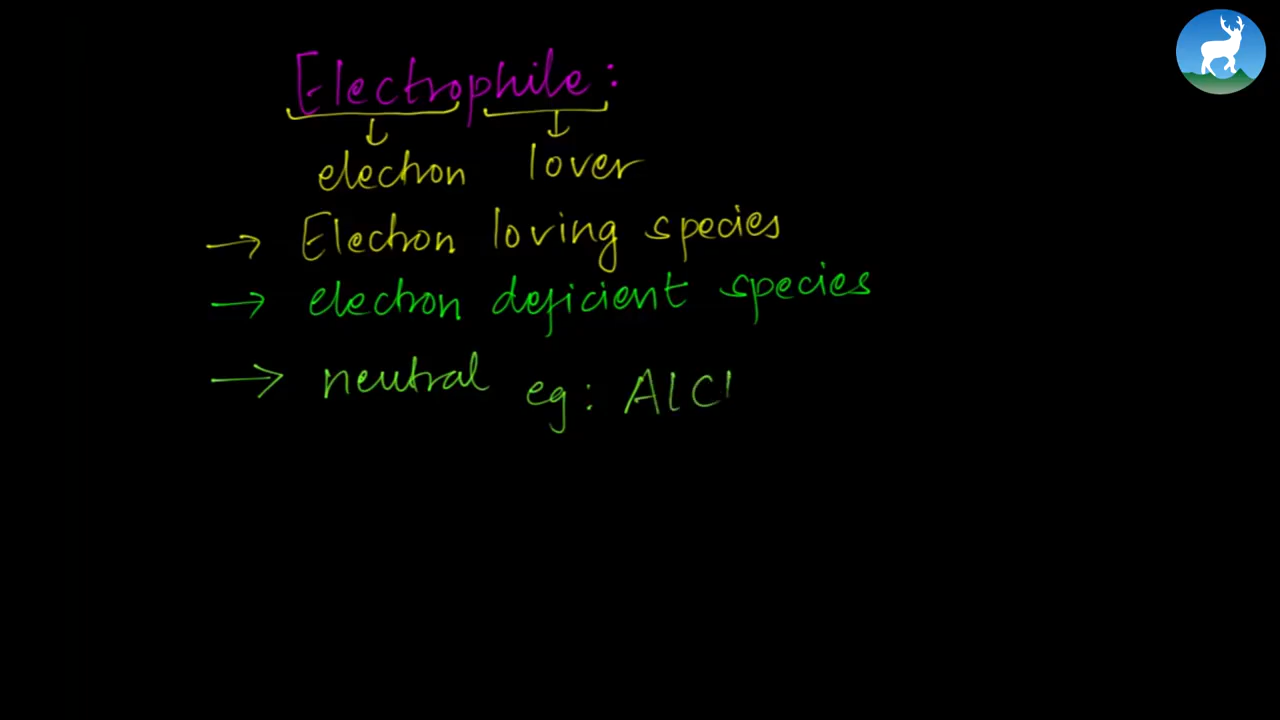 Electrophile:
electron lover
→ Electron loving species
→ electron deficient species
→ neutral eg: AlCl